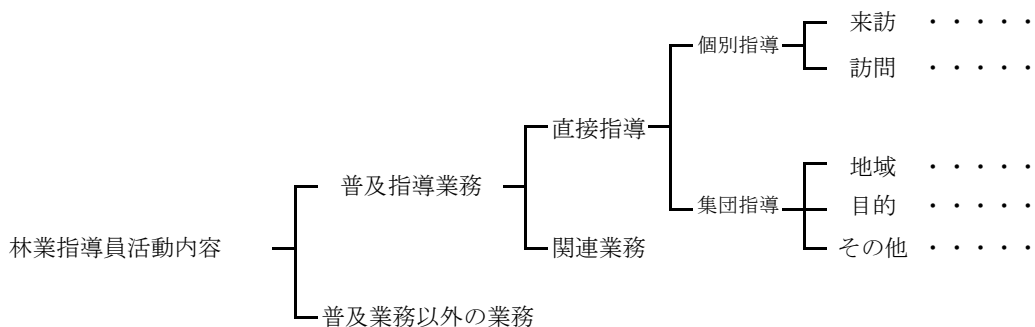 来訪 ・・・・・
個別指導
訪問 ・・・・・
直接指導
地域 ・・・・・
普及指導業務
集団指導 目的 ・・・・・
林業指導員活動内容 関連業務 その他 ・・・・・
普及業務以外の業務